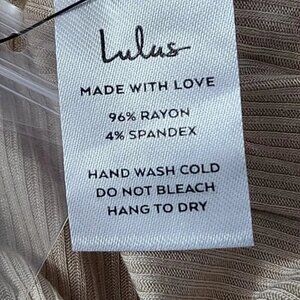 Lulus
MADE WITH LOVE
96% RAYON
4% SPANDEX
HAND WASH COLD
DO NOT BLEACH
HANG TO DRY